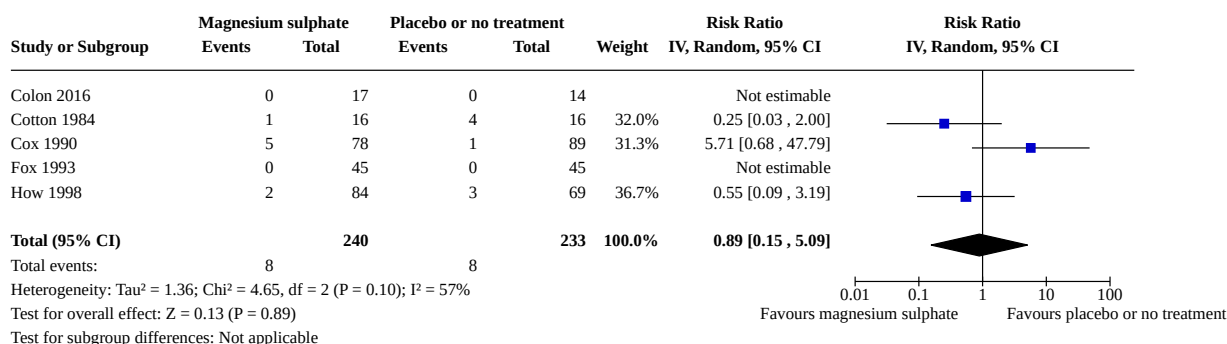 Magnesium sulphate Placebo or no treatment Risk Ratio Risk Ratio
Study or Subgroup Events Total Events Total Weight IV, Random, 95% CI IV, Random, 95% CI
Colon 2016 0 17 0 14 Not estimable
Cotton 1984 1 16 4 16 32.0% 0.25 [0.03 , 2.00]
Cox 1990 5 78 1 89 31.3% 5.71 [0.68 , 47.79]
Fox 1993 0 45 0 45 Not estimable
How 1998 2 84 3 69 36.7% 0.55 [0.09 , 3.19]
Total (95% CI) 240 233 100.0% 0.89 [0.15 , 5.09]
Total events: 8 8
Heterogeneity: Tau² = 1.36; Chi² = 4.65, df = 2 (P = 0.10); I² = 57%
Test for overall effect: Z = 0.13 (P = 0.89)
Test for subgroup differences: Not applicable
0.01 0.1 1 10 100
Favours magnesium sulphate Favours placebo or no treatment